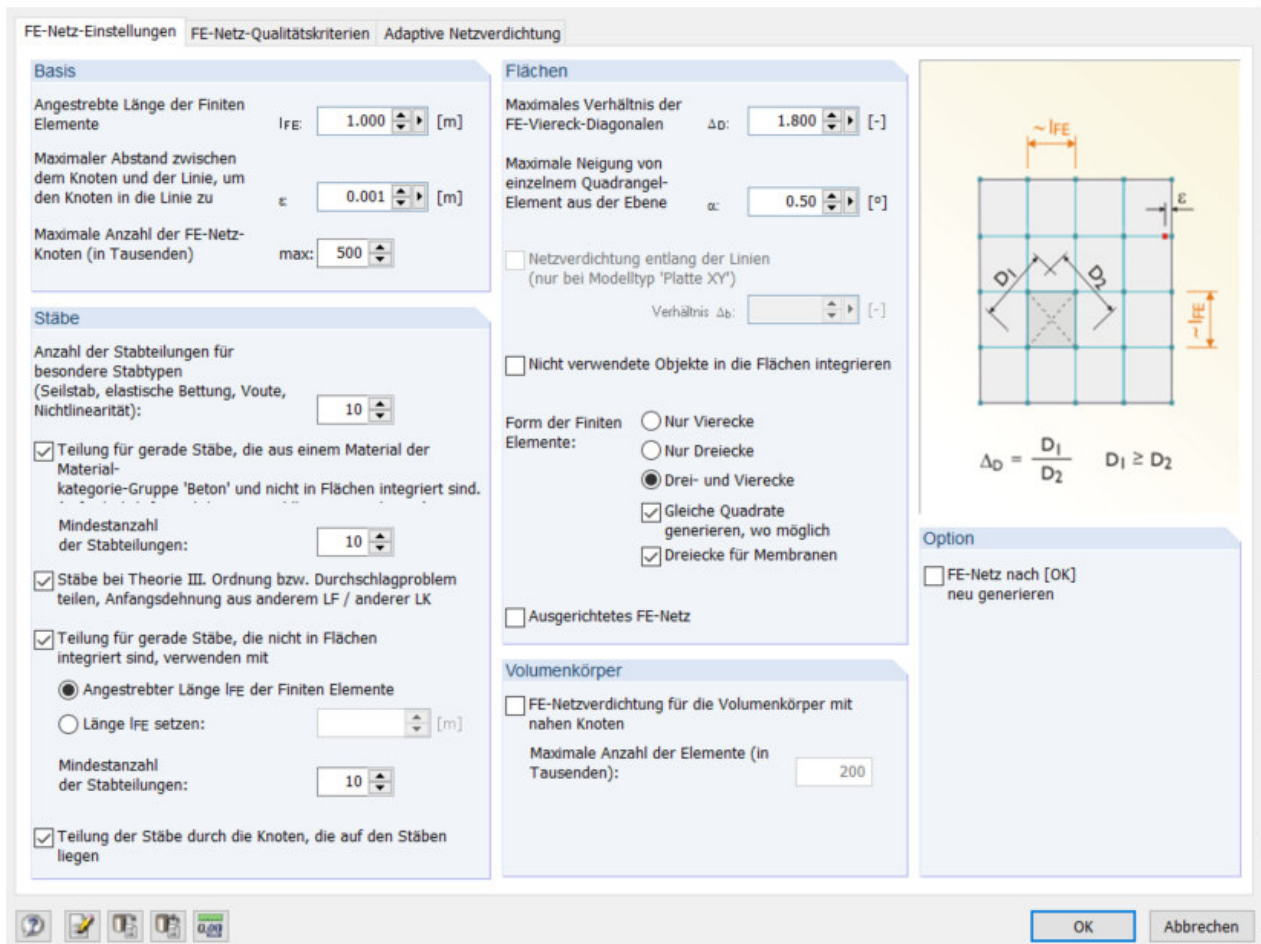 FE-Netz-Einstellungen FE-Netz-Qualitätskriterien Adaptive Netzverdichtung
Basis
Angestrebte Länge der Finiten
Elemente lFE: 1.000 [m]
Maximaler Abstand zwischen
dem Knoten und der Linie, um
den Knoten in die Linie zu ε: 0.001 [m]
Maximale Anzahl der FE-Netz-
Knoten (in Tausenden) max: 500
Stäbe
Anzahl der Stabteilungen für
besondere Stabtypen
(Seilstab, elastische Bettung, Voute,
Nichtlinearität): 10
Teilung für gerade Stäbe, die aus einem Material der
Material-
kategorie-Gruppe 'Beton' und nicht in Flächen integriert sind.
Mindestanzahl
der Stabteilungen: 10
Stäbe bei Theorie III. Ordnung bzw. Durchschlagproblem
teilen, Anfangsdehnung aus anderem LF / anderer LK
Teilung für gerade Stäbe, die nicht in Flächen
integriert sind, verwenden mit
Angestrebter Länge lFE der Finiten Elemente
Länge lFE setzen: [m]
Mindestanzahl
der Stabteilungen: 10
Teilung der Stäbe durch die Knoten, die auf den Stäben
liegen
Flächen
Maximales Verhältnis der
FE-Viereck-Diagonalen ΔD: 1.800 [-]
Maximale Neigung von
einzelnem Quadrangel-
Element aus der Ebene α: 0.50 [°]
Netzverdichtung entlang der Linien
(nur bei Modelltyp 'Platte XY')
Verhältnis Δb: [-]
Nicht verwendete Objekte in die Flächen integrieren
Form der Finiten
Elemente:
Nur Vierecke
Nur Dreiecke
Drei- und Vierecke
Gleiche Quadrate
generieren, wo möglich
Dreiecke für Membranen
Ausgerichtetes FE-Netz
Volumenkörper
FE-Netzverdichtung für die Volumenkörper mit
nahen Knoten
Maximale Anzahl der Elemente (in
Tausenden): 200
~ lFE
ε
D1 D2
~ lFE
ΔD = D1 / D2 D1 ≥ D2
Option
FE-Netz nach [OK]
neu generieren
0,00
OK Abbrechen